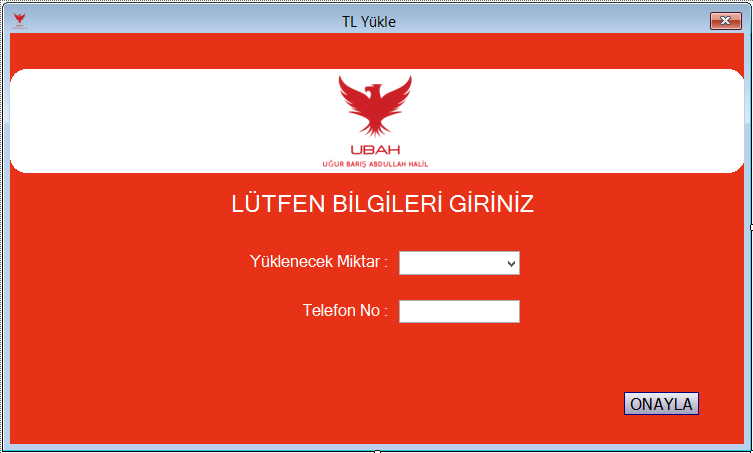 TL Yükle
UBAH
UĞUR BARIŞ ABDULLAH HALİL
LÜTFEN BİLGİLERİ GİRİNİZ
Yüklenecek Miktar :
Telefon No :
ONAYLA